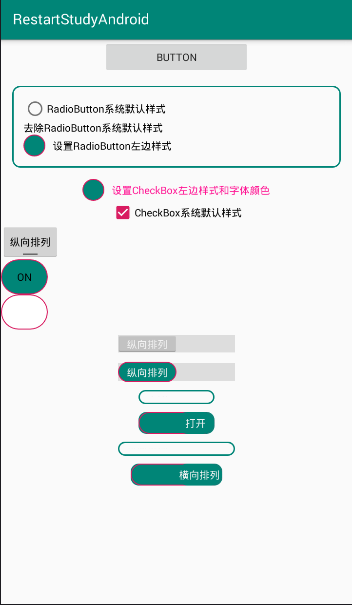 RestartStudyAndroid
BUTTON
RadioButton系统默认样式
去除RadioButton系统默认样式
设置RadioButton左边样式
设置CheckBox左边样式和字体颜色
CheckBox系统默认样式
纵向排列
ON
纵向排列
纵向排列
打开
横向排列